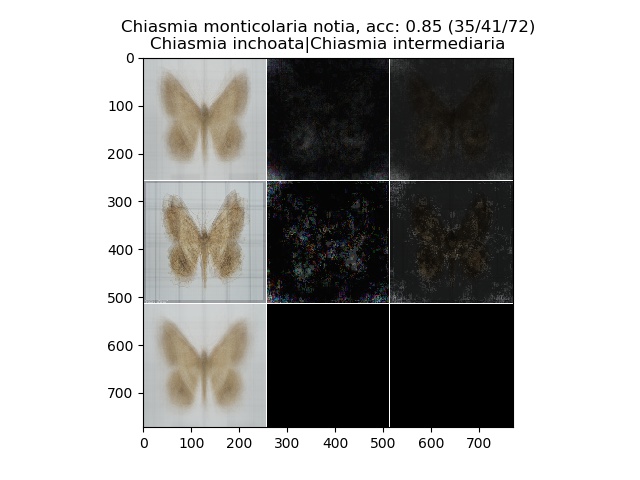 Chiasmia monticolaria notia, acc: 0.85 (35/41/72)
Chiasmia inchoata|Chiasmia intermediaria
0
100
200
300
400
500
600
700
0 100 200 300 400 500 600 700